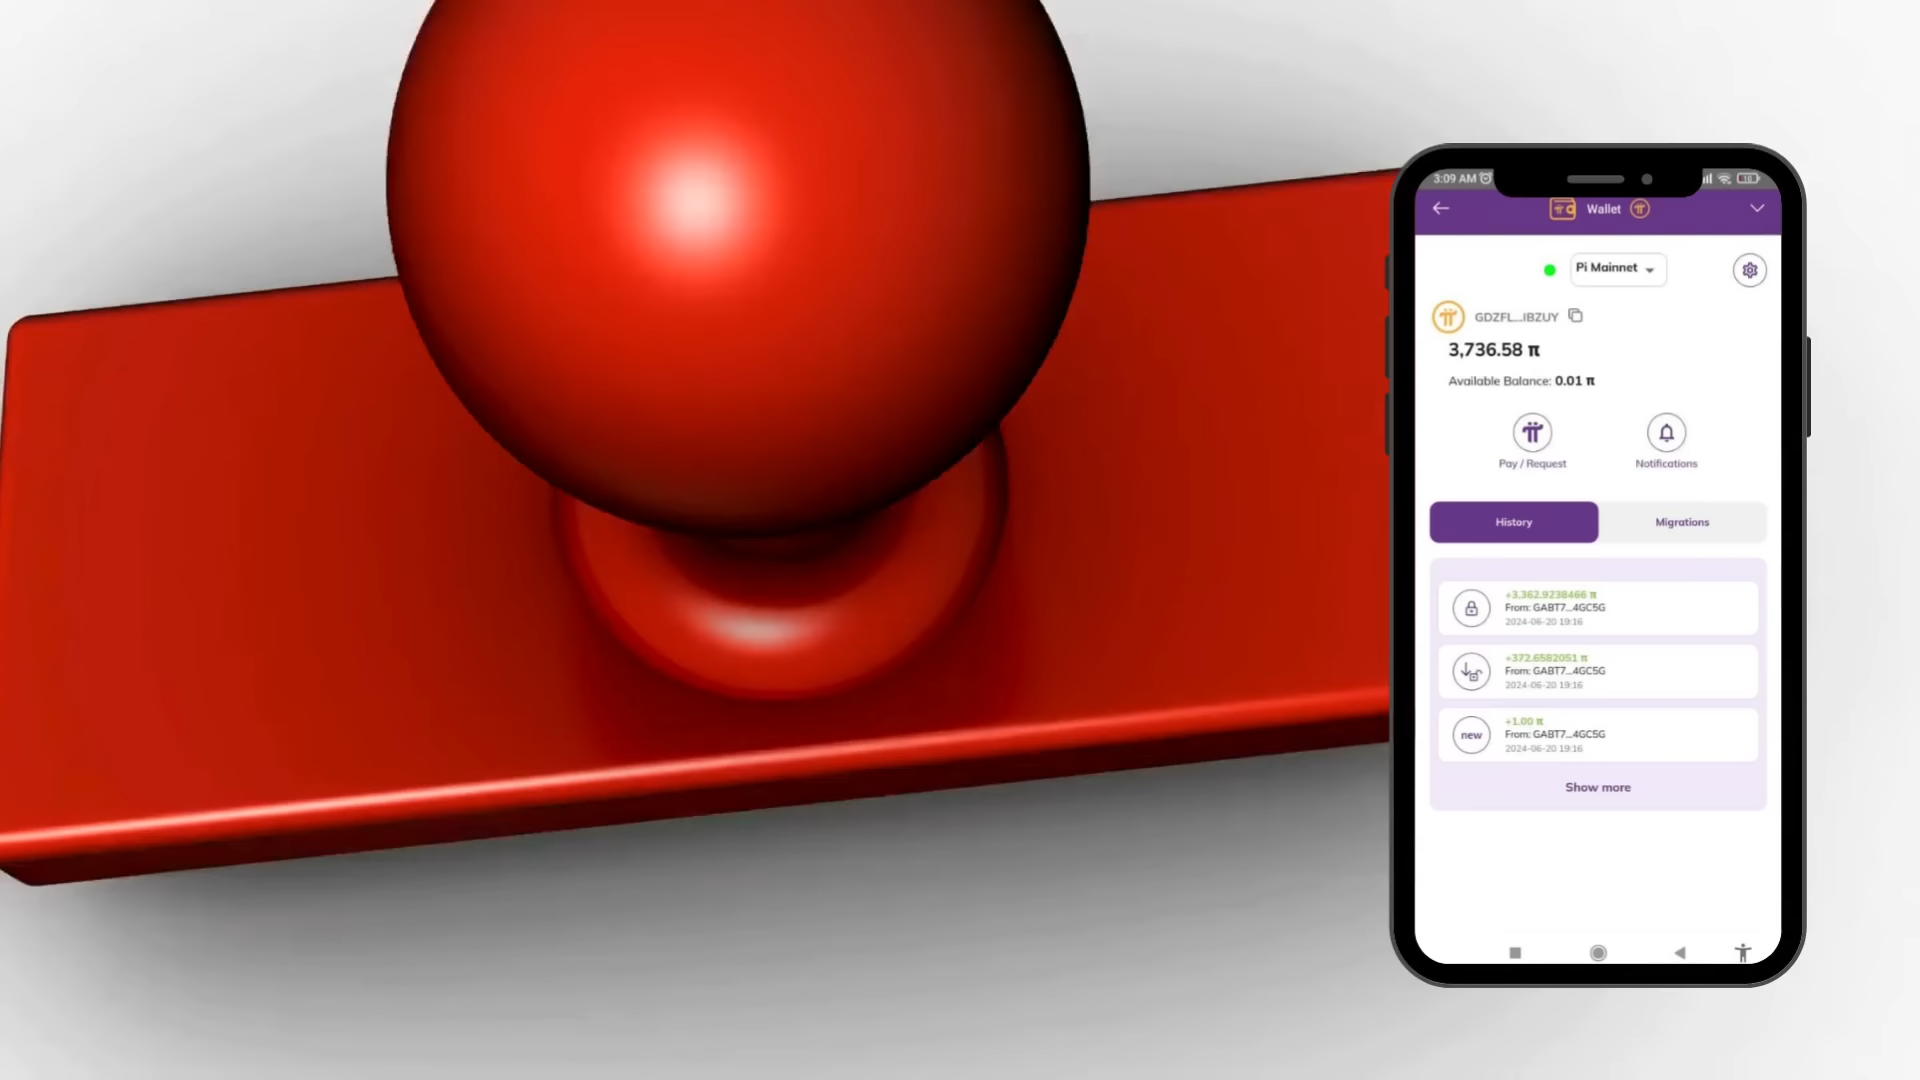 3:09 AM
Wallet
Pi Mainnet
GDZFL...IBZUY
3,736.58 π
Available Balance: 0.01 π
Pay / Request
Notifications
History
Migrations
+3,362.9238466 π
From: GABT7...4GC5G
2024-06-20 19:16
+372.6582051 π
From: GABT7...4GC5G
2024-06-20 19:16
new
+1.00 π
From: GABT7...4GC5G
2024-06-20 19:16
Show more